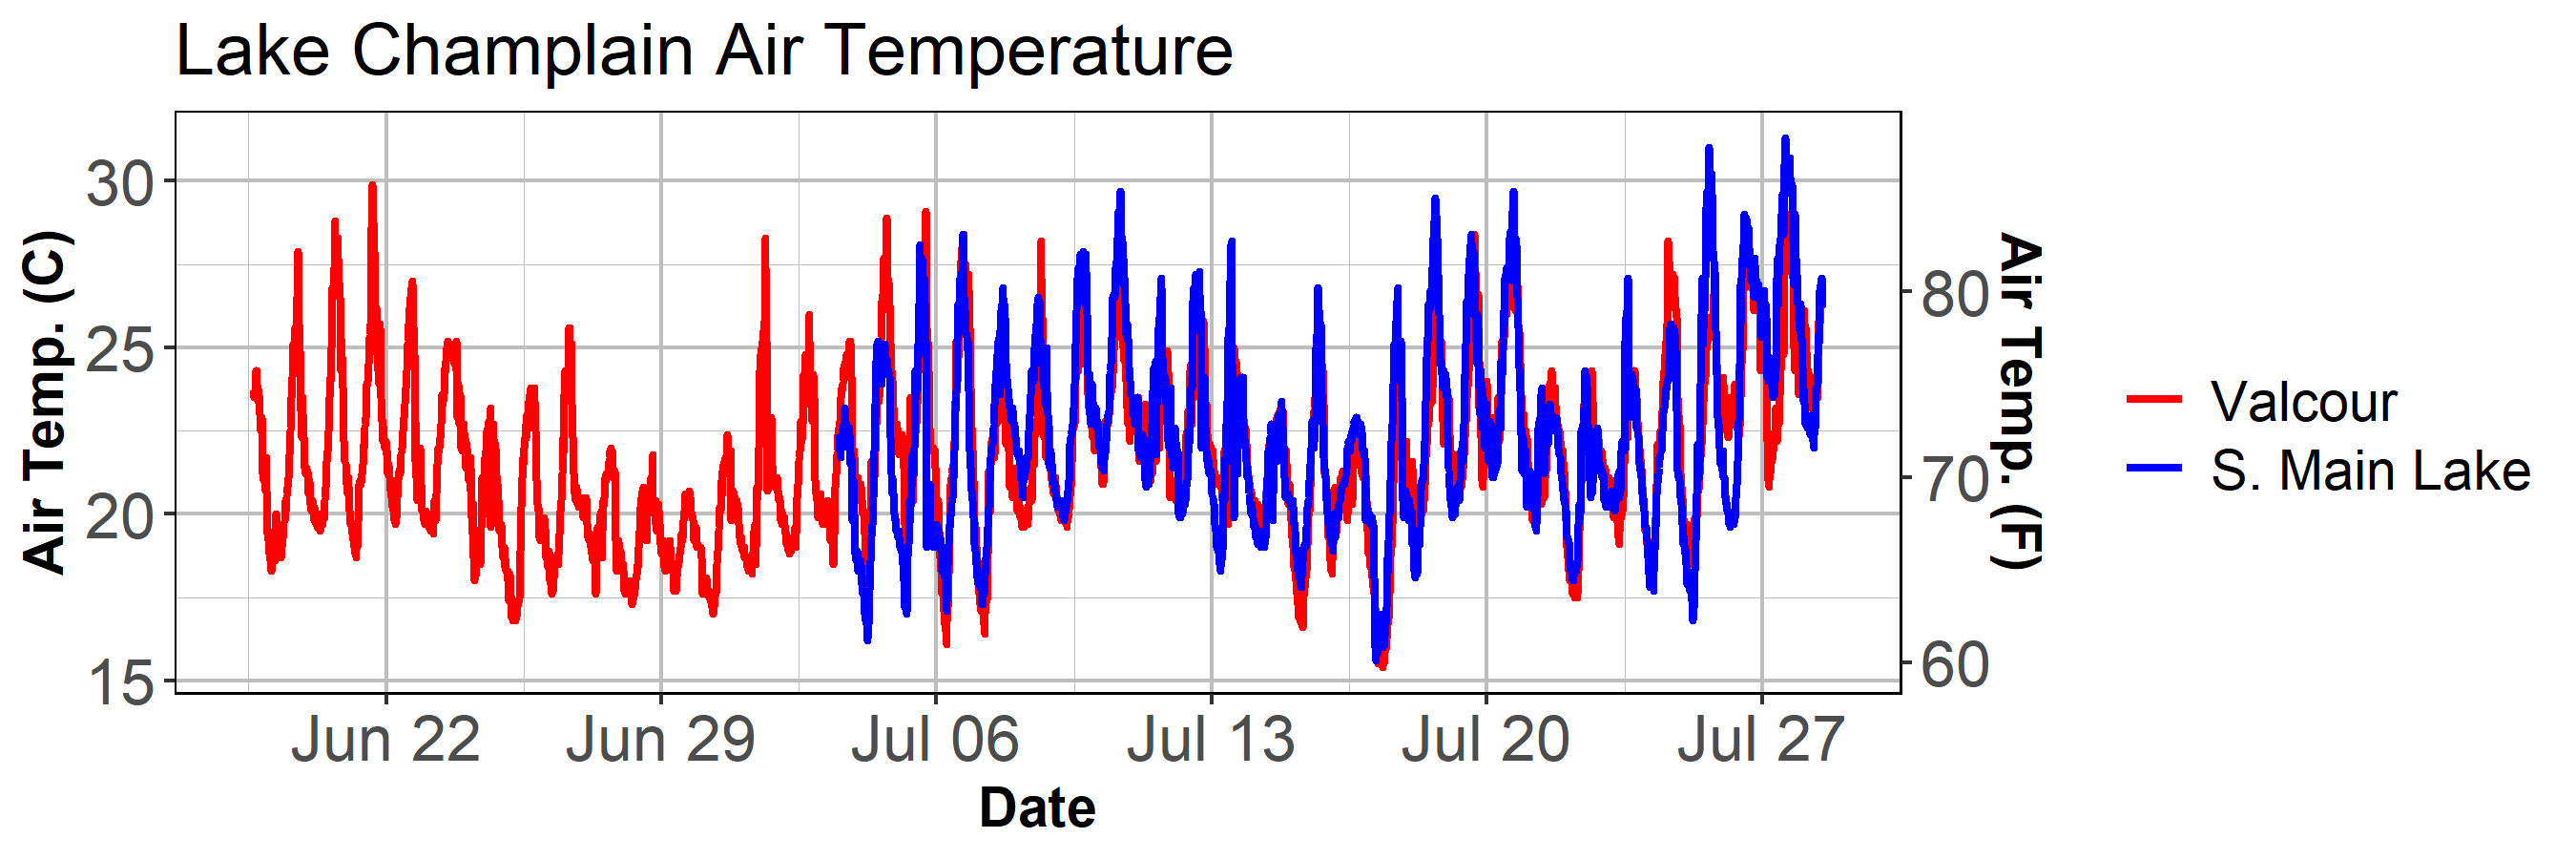 Lake Champlain Air Temperature
Air Temp. (C)
30
25
20
15
Air Temp. (F)
80
70
60
Jun 22
Jun 29
Jul 06
Jul 13
Jul 20
Jul 27
Date
Valcour
S. Main Lake